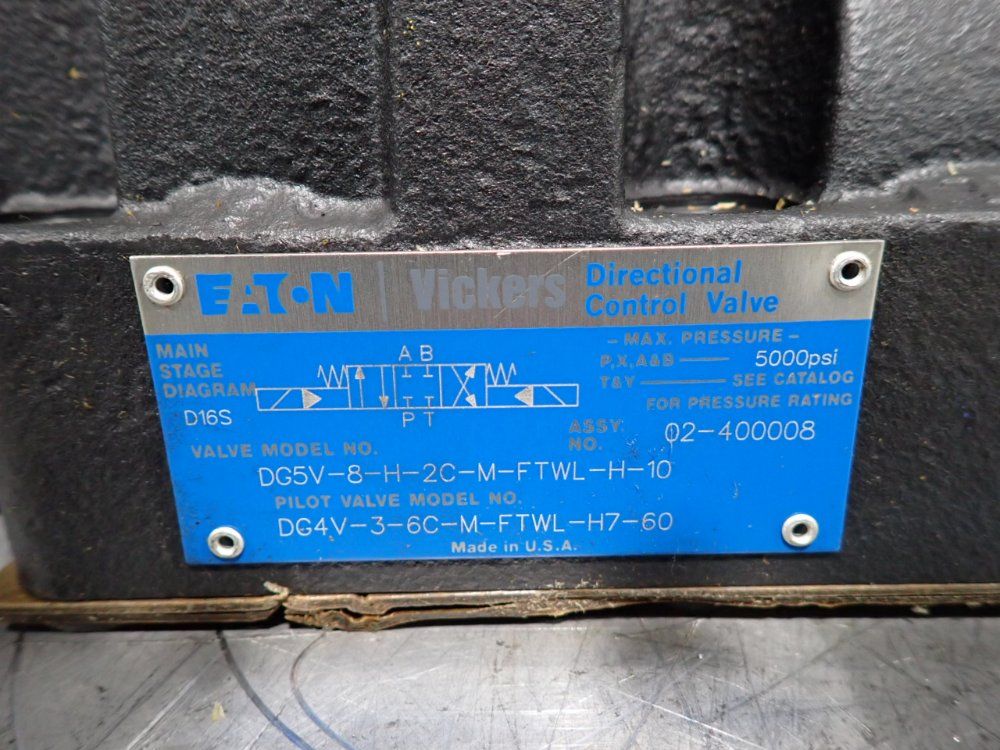 EATON | Vickers Directional
Control Valve
MAIN
STAGE
DIAGRAM
D16S
A B
P T
- MAX. PRESSURE -
P,X,A&B 5000psi
T&Y SEE CATALOG
FOR PRESSURE RATING
ASSY.
NO. 02-400008
VALVE MODEL NO.
DG5V-8-H-2C-M-FTWL-H-10
PILOT VALVE MODEL NO.
DG4V-3-6C-M-FTWL-H7-60
Made in U.S.A.